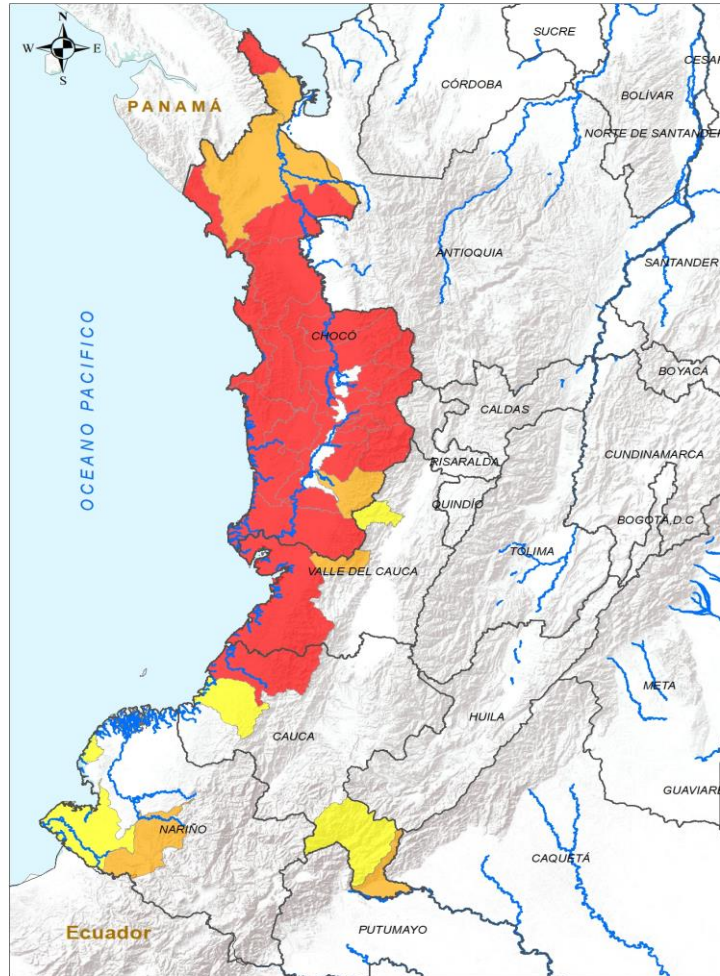 N
W E
S
SUCRE
CESAR
CÓRDOBA
BOLÍVAR
PANAMÁ
NORTE DE SANTANDER
ANTIOQUIA
SANTANDER
OCEANO PACIFICO
CHOCÓ
BOYACÁ
CALDAS
CUNDINAMARCA
RISARALDA
QUINDÍO
BOGOTÁ, D.C
TOLIMA
VALLE DEL CAUCA
META
HUILA
CAUCA
GUAVIARE
NARIÑO
CAQUETÁ
PUTUMAYO
Ecuador